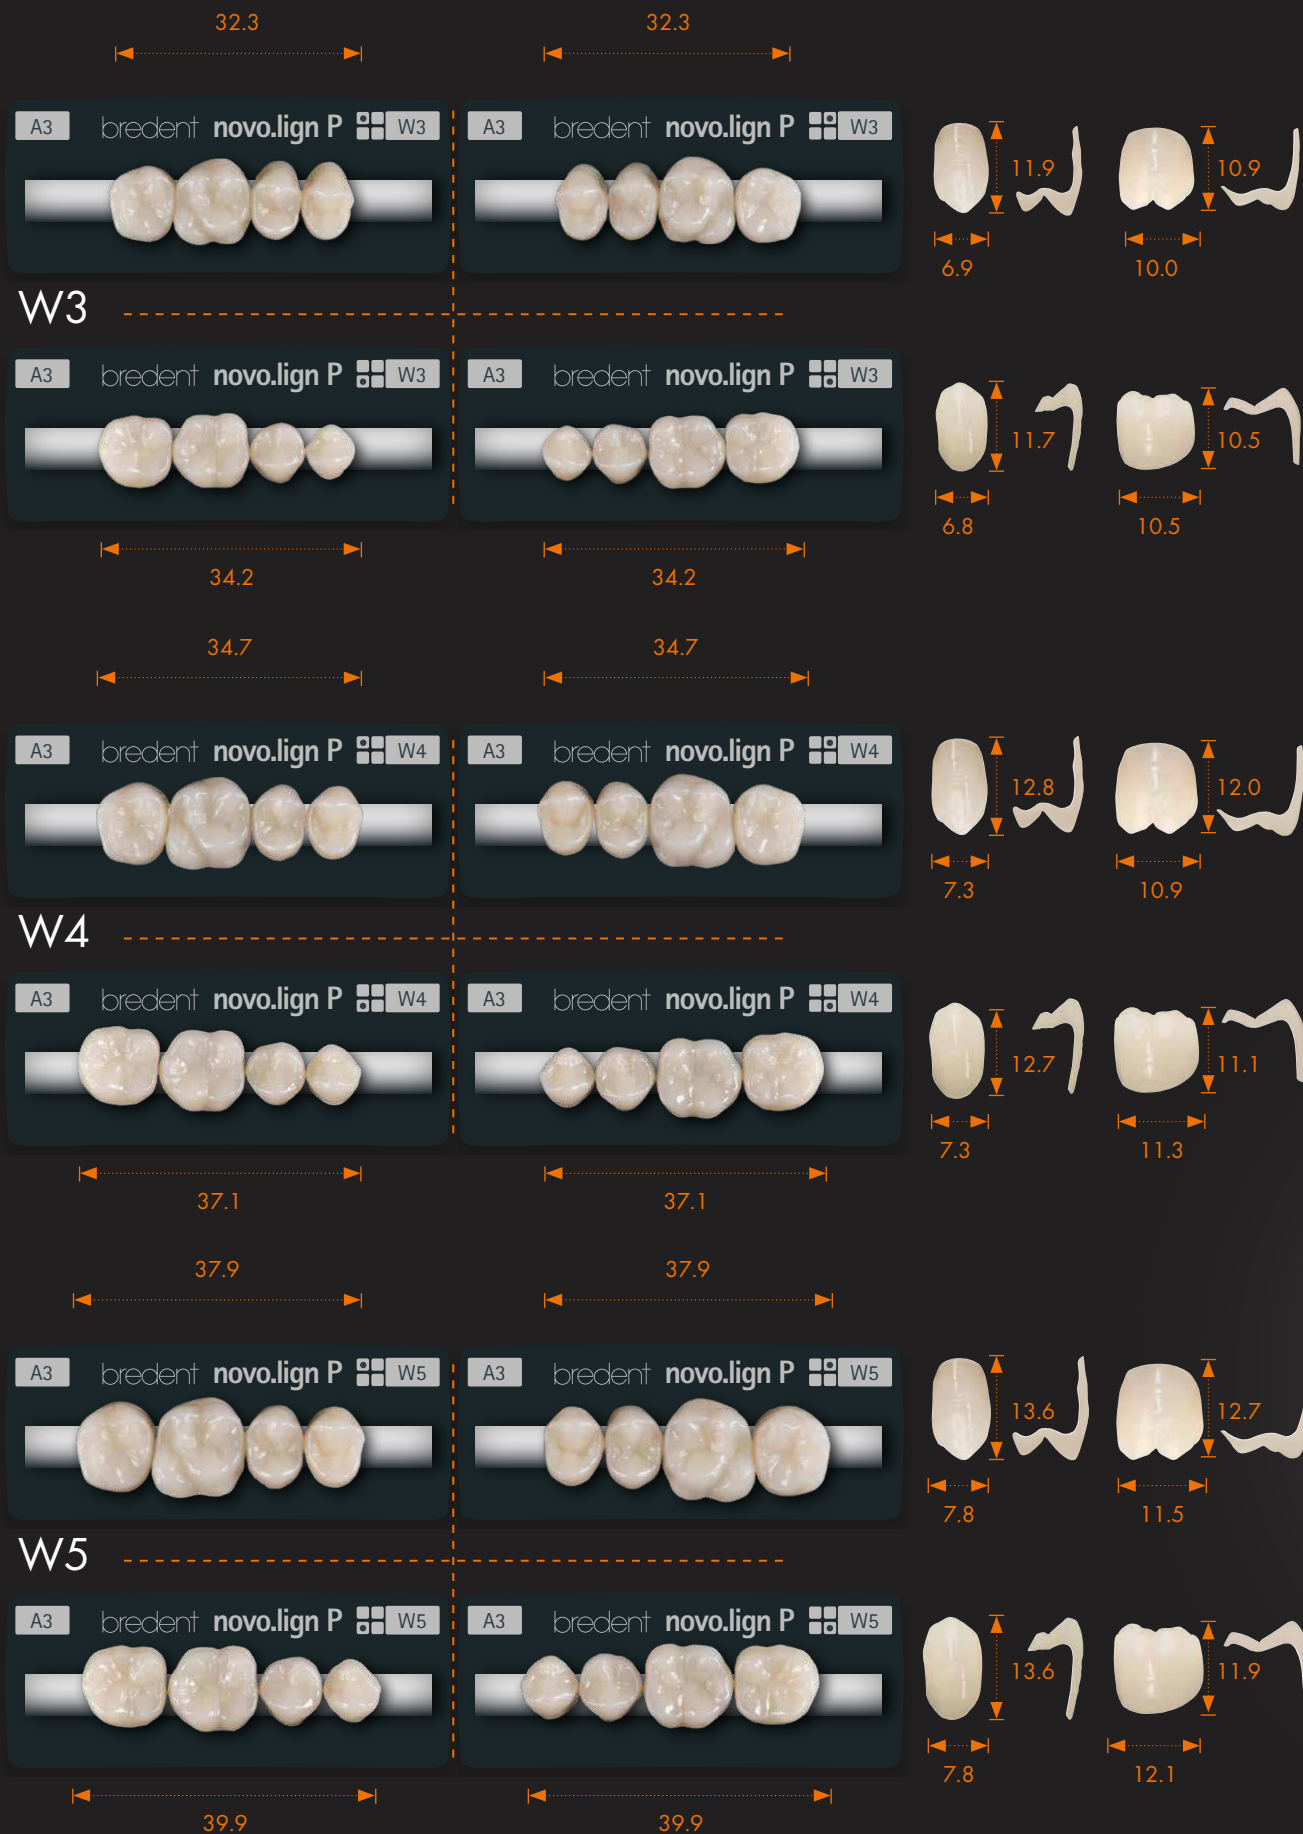 32.3 32.3
A3 bredent novo.lign P W3 A3 bredent novo.lign P W3
11.9 10.9
6.9 10.0
W3
A3 bredent novo.lign P W3 A3 bredent novo.lign P W3
11.7 10.5
6.8 10.5
34.2 34.2
34.7 34.7
A3 bredent novo.lign P W4 A3 bredent novo.lign P W4
12.8 12.0
7.3 10.9
W4
A3 bredent novo.lign P W4 A3 bredent novo.lign P W4
12.7 11.1
7.3 11.3
37.1 37.1
37.9 37.9
A3 bredent novo.lign P W5 A3 bredent novo.lign P W5
13.6 12.7
7.8 11.5
W5
A3 bredent novo.lign P W5 A3 bredent novo.lign P W5
13.6 11.9
7.8 12.1
39.9 39.9